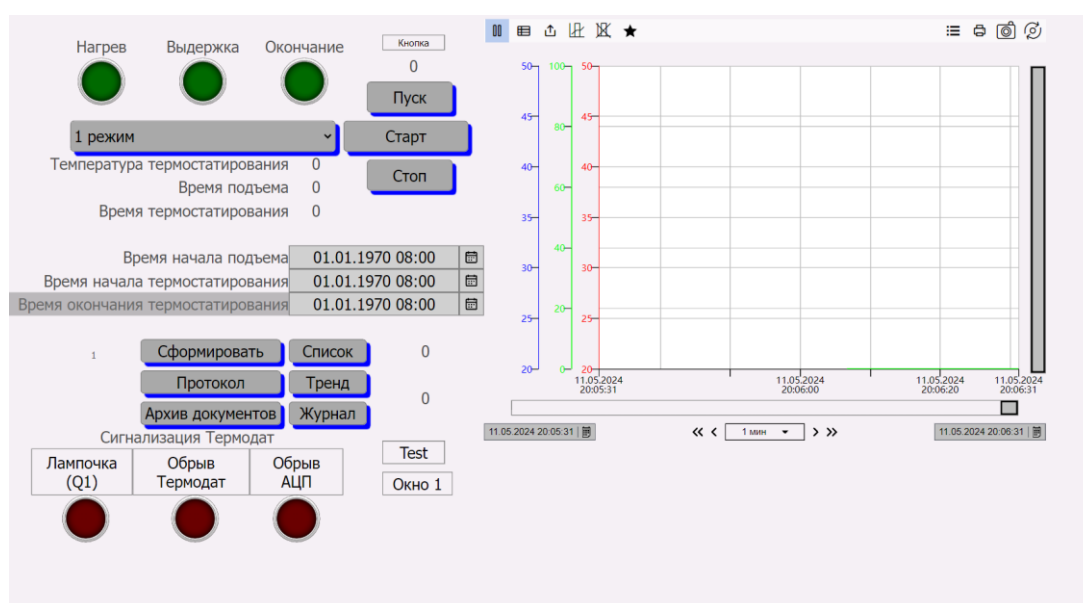 Нагрев
Выдержка
Окончание
Кнопка
0
Пуск
1 режим
Старт
Температура термостатирования 0
Стоп
Время подъема 0
Время термостатирования 0
Время начала подъема 01.01.1970 08:00
Время начала термостатирования 01.01.1970 08:00
Время окончания термостатирования 01.01.1970 08:00
1
Сформировать
Список
0
Протокол
Тренд
0
Архив документов
Журнал
Сигнализация Термодат
Лампочка
(Q1)
Обрыв
Термодат
Обрыв
АЦП
Test
Окно 1
50 100 50
45 80 45
40 60 40
35 35
30 40 30
25 20 25
20 0 20
11.05.2024
20:05:31
11.05.2024
20:06:00
11.05.2024
20:06:20
11.05.2024
20:06:31
11.05.2024 20:05:31
1 мин
11.05.2024 20:06:31